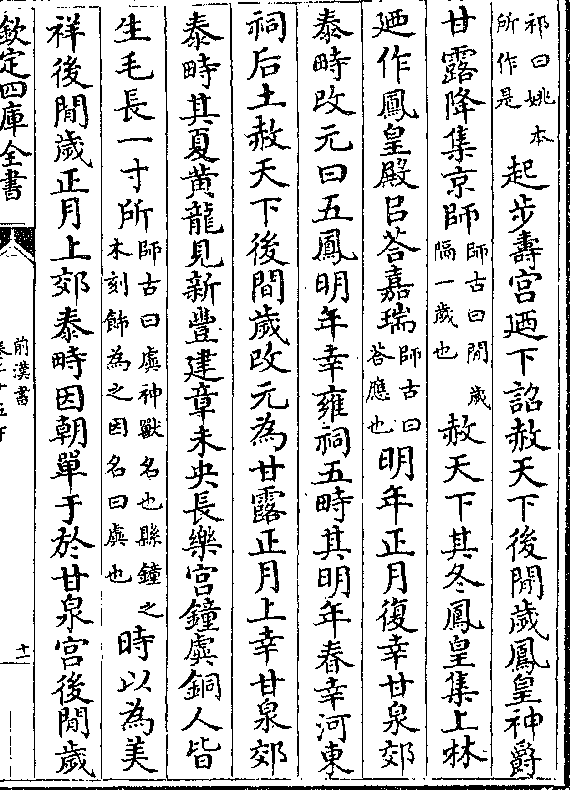 祁曰姚本所作是起步壽宮廼下詔赦天下後閒歲鳳皇神爵
甘露降集京師師古曰閒歲隔一歲也赦天下其冬鳳皇集上林
廼作鳳皇殿㠯荅嘉瑞師古曰荅應也明年正月復幸甘泉郊
泰畤改元曰五鳳明年幸雍祠五畤其明年春幸河東
祠后土赦天下後閒歲改元為甘露正月上幸甘泉郊
泰畤其夏黃龍見新豐建章未央長樂宮鐘虡銅人皆
生毛長一寸所師古曰虡神獸名也縣鐘之木刻飾為之因名曰虡也時以為美
祥後閒歲正月上郊泰畤因朝單于於甘泉宮後閒歲
欽定四庫全書
前漢書
十一